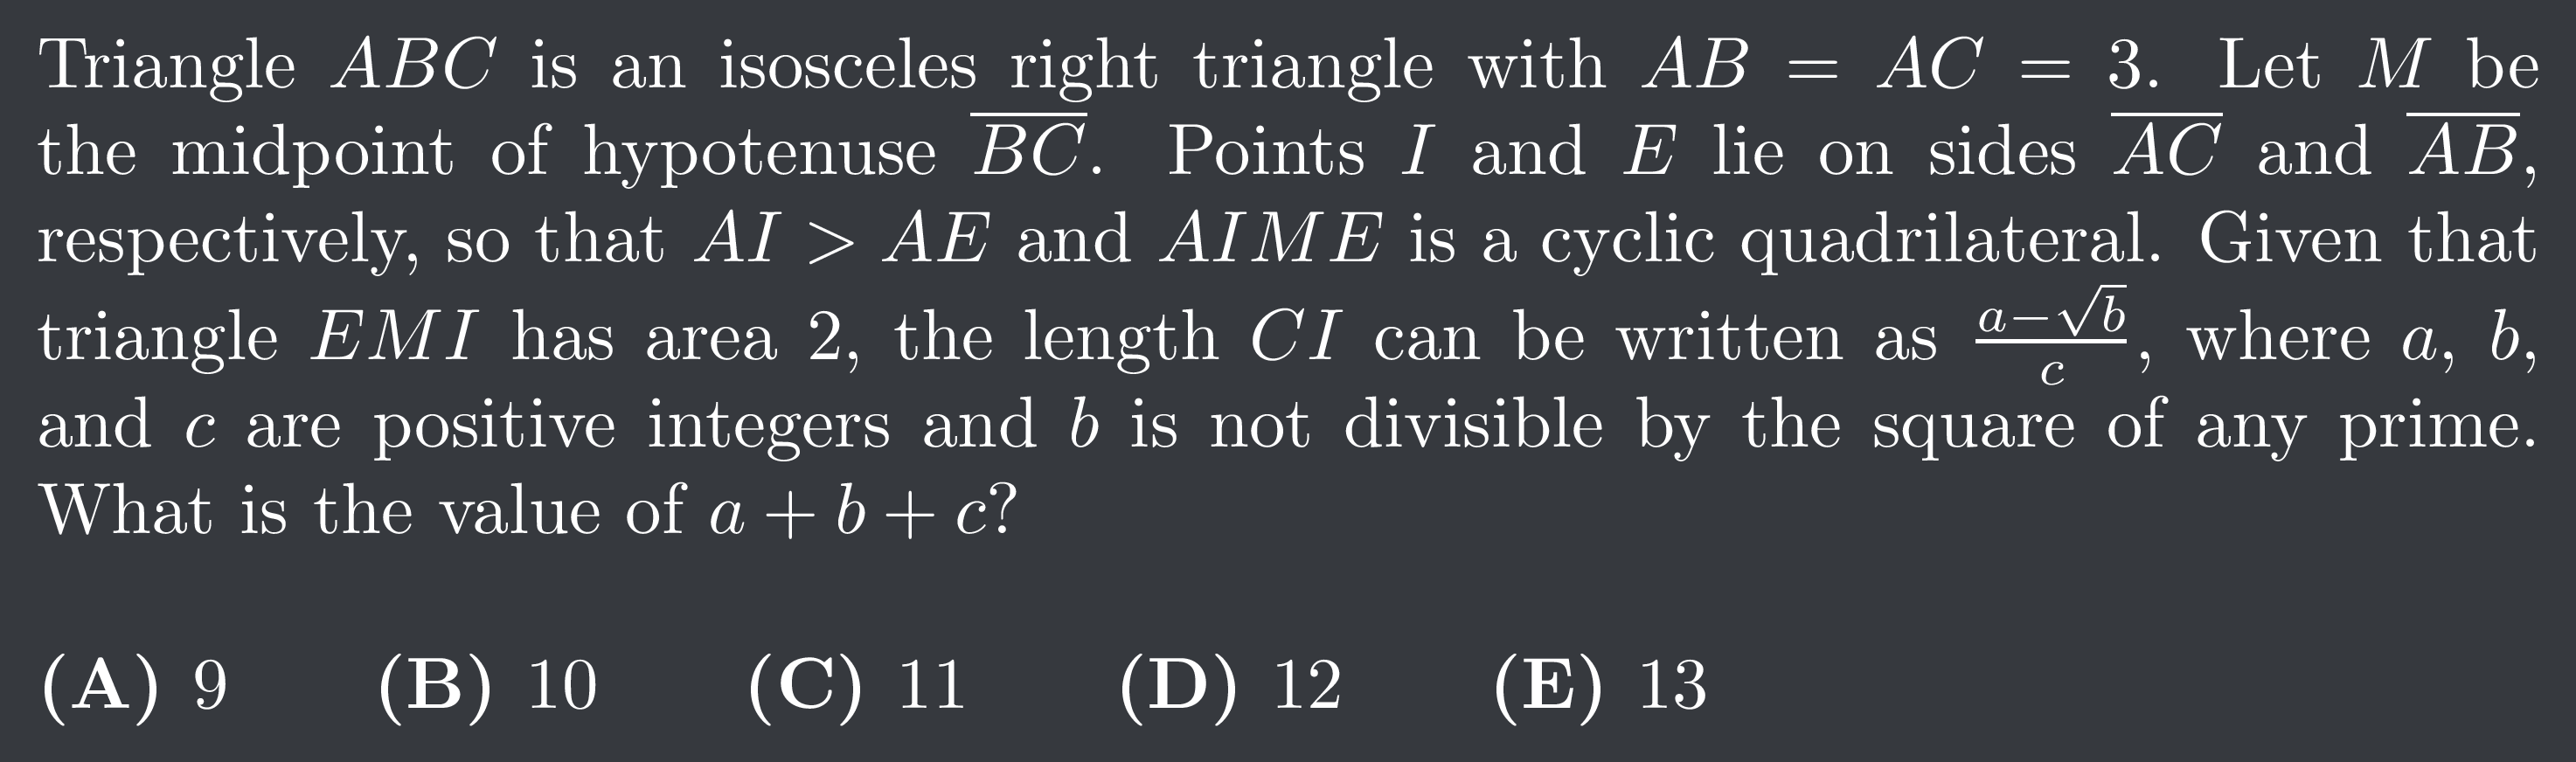 Triangle $ABC$ is an isosceles right triangle with $AB = AC = 3$. Let $M$ be
the midpoint of hypotenuse $\overline{BC}$. Points $I$ and $E$ lie on sides $\overline{AC}$ and $\overline{AB}$,
respectively, so that $AI > AE$ and $AIME$ is a cyclic quadrilateral. Given that
triangle $EMI$ has area 2, the length $CI$ can be written as $\frac{a-\sqrt{b}}{c}$, where $a$, $b$,
and $c$ are positive integers and $b$ is not divisible by the square of any prime.
What is the value of $a + b + c$?
(A) 9 (B) 10 (C) 11 (D) 12 (E) 13